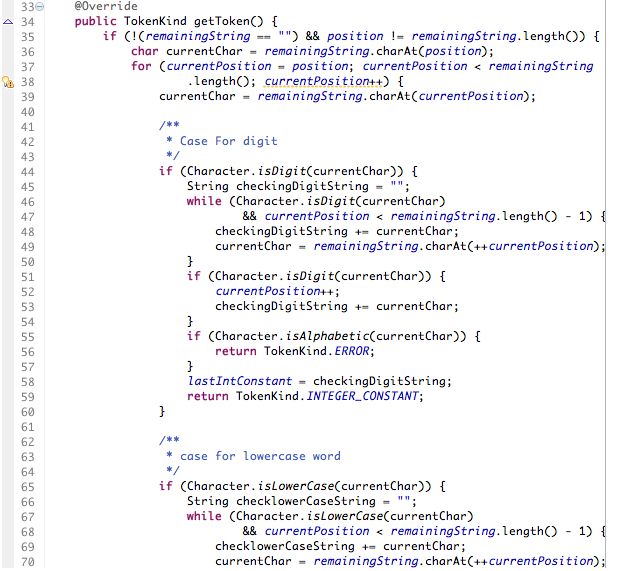 33 @Override
34 public TokenKind getToken() {
35 if (!(remainingString == "") && position != remainingString.length()) {
36 char currentChar = remainingString.charAt(position);
37 for (currentPosition = position; currentPosition < remainingString
38 .length(); currentPosition++) {
39 currentChar = remainingString.charAt(currentPosition);
40
41 /**
42 * Case For digit
43 */
44 if (Character.isDigit(currentChar)) {
45 String checkingDigitString = "";
46 while (Character.isDigit(currentChar)
47 && currentPosition < remainingString.length() - 1) {
48 checkingDigitString += currentChar;
49 currentChar = remainingString.charAt(++currentPosition);
50 }
51 if (Character.isDigit(currentChar)) {
52 currentPosition++;
53 checkingDigitString += currentChar;
54 }
55 if (Character.isAlphabetic(currentChar)) {
56 return TokenKind.ERROR;
57 }
58 lastIntConstant = checkingDigitString;
59 return TokenKind.INTEGER_CONSTANT;
60 }
61
62 /**
63 * case for lowercase word
64 */
65 if (Character.isLowerCase(currentChar)) {
66 String checklowerCaseString = "";
67 while (Character.isLowerCase(currentChar)
68 && currentPosition < remainingString.length() - 1) {
69 checklowerCaseString += currentChar;
70 currentChar = remainingString.charAt(++currentPosition);